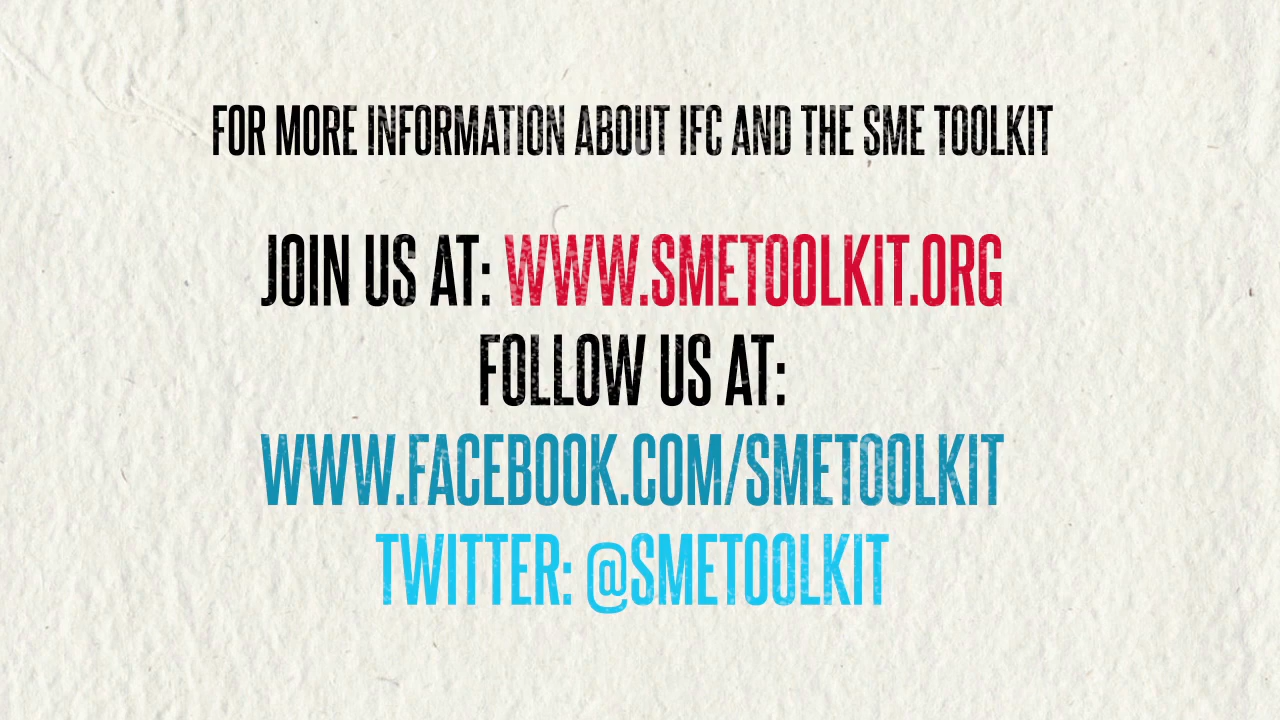 FOR MORE INFORMATION ABOUT IFC AND THE SME TOOLKIT
JOIN US AT: WWW.SMETOOLKIT.ORG
FOLLOW US AT:
WWW.FACEBOOK.COM/SMETOOLKIT
TWITTER: @SMETOOLKIT